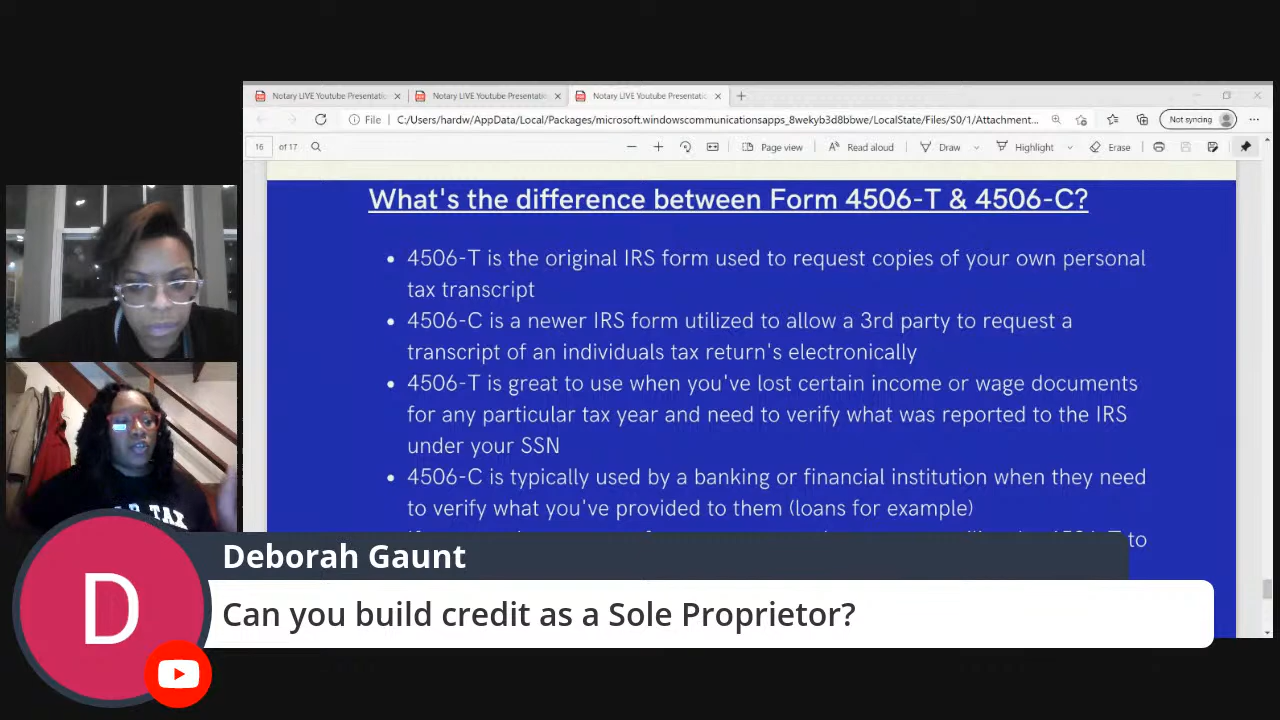 Notary LIVE Youtube Presentatio
Notary LIVE Youtube Presentatio
Notary LIVE Youtube Presentatio
File C:/Users/hardw/AppData/Local/Packages/microsoft.windowscommunicationsapps_8wekyb3d8bbwe/LocalState/Files/S0/1/Attachment... Not syncing
16 of 17 Page view Read aloud Draw Highlight Erase
What's the difference between Form 4506-T & 4506-C?
• 4506-T is the original IRS form used to request copies of your own personal
tax transcript
• 4506-C is a newer IRS form utilized to allow a 3rd party to request a
transcript of an individuals tax return's electronically
• 4506-T is great to use when you've lost certain income or wage documents
for any particular tax year and need to verify what was reported to the IRS
under your SSN
• 4506-C is typically used by a banking or financial institution when they need
to verify what you've provided to them (loans for example)
to
TAX
D
Deborah Gaunt
Can you build credit as a Sole Proprietor?